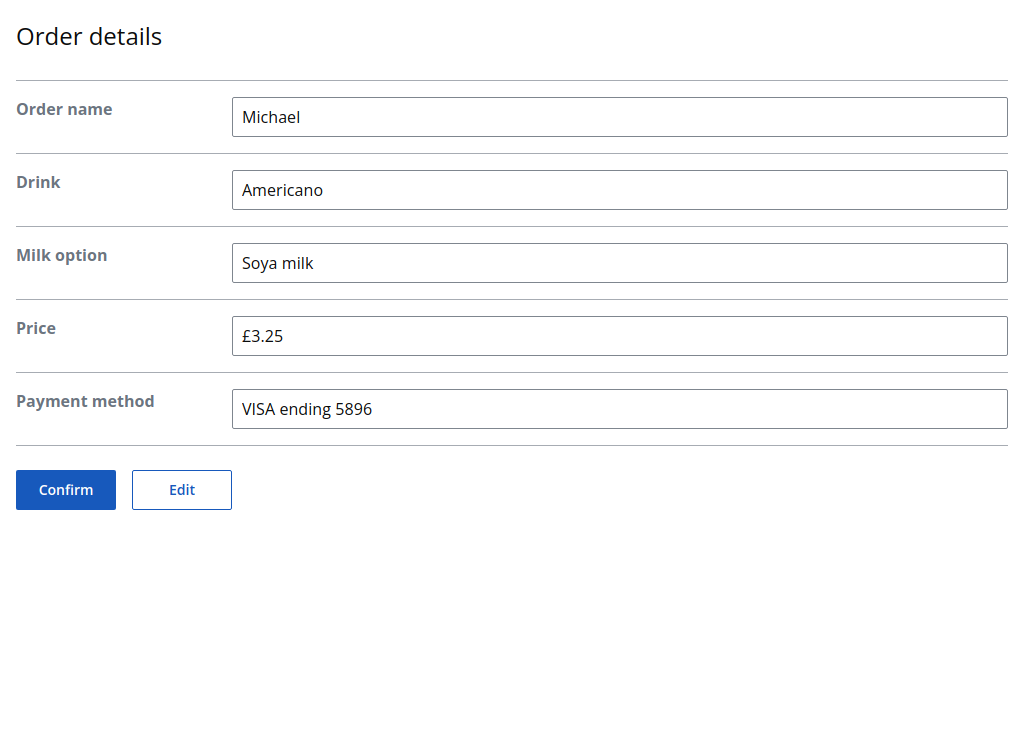 Order details
Order name
Michael
Drink
Americano
Milk option
Soya milk
Price
£3.25
Payment method
VISA ending 5896
Confirm
Edit